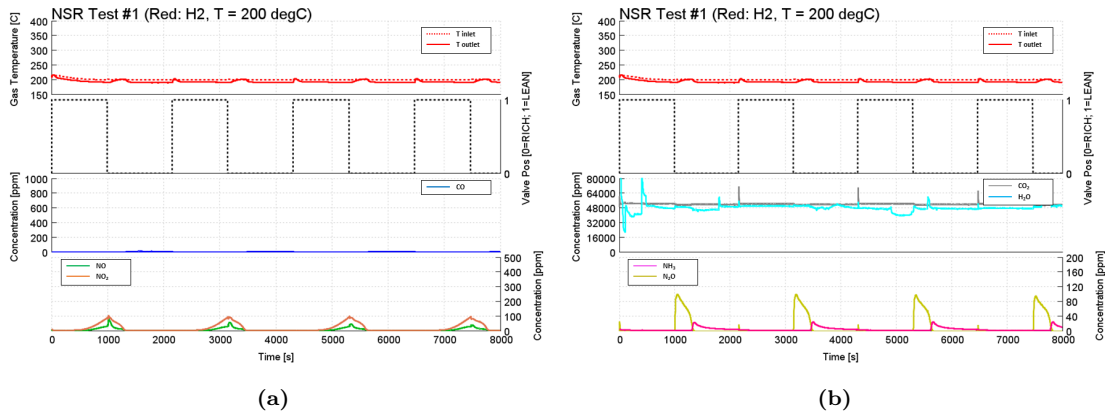 NSR Test #1 (Red: H2, T = 200 degC)
Gas Temperature [C]
400
350
300
250
200
150
T inlet
T outlet
Valve Pos [0=RICH; 1=LEAN]
1
0
Concentration [ppm]
1000
800
600
400
200
0
CO
NO
NO₂
Concentration [ppm]
500
400
300
200
100
0
0 1000 2000 3000 4000 5000 6000 7000 8000
Time [s]
(a)
NSR Test #1 (Red: H2, T = 200 degC)
Gas Temperature [C]
400
350
300
250
200
150
T inlet
T outlet
Valve Pos [0=RICH; 1=LEAN]
1
0
Concentration [ppm]
80000
64000
48000
32000
16000
0
CO₂
H₂O
NH₃
N₂O
Concentration [ppm]
200
160
120
80
40
0
0 1000 2000 3000 4000 5000 6000 7000 8000
Time [s]
(b)